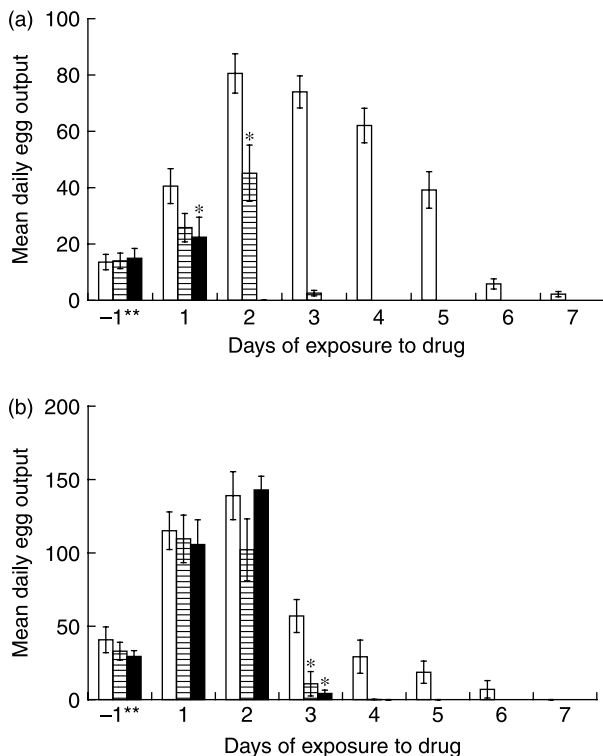 (a)
100
80
60
40
20
0
Mean daily egg output
*
*
–1** 1 2 3 4 5 6 7
Days of exposure to drug
(b)
200
150
100
50
0
Mean daily egg output
*
*
–1** 1 2 3 4 5 6 7
Days of exposure to drug